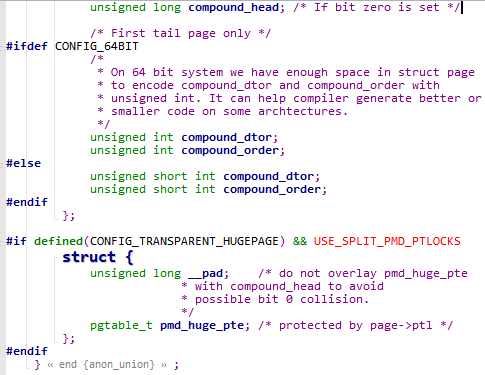 unsigned long compound_head; /* If bit zero is set */
/* First tail page only */
#ifdef CONFIG_64BIT
/*
* On 64 bit system we have enough space in struct page
* to encode compound_dtor and compound_order with
* unsigned int. It can help compiler generate better or
* smaller code on some archtectures.
*/
unsigned int compound_dtor;
unsigned int compound_order;
#else
unsigned short int compound_dtor;
unsigned short int compound_order;
#endif
};
#if defined(CONFIG_TRANSPARENT_HUGEPAGE) && USE_SPLIT_PMD_PTLOCKS
struct {
unsigned long __pad; /* do not overlay pmd_huge_pte
* with compound_head to avoid
* possible bit 0 collision.
*/
pgtable_t pmd_huge_pte; /* protected by page->ptl */
};
#endif
} « end {anon_union} » ;